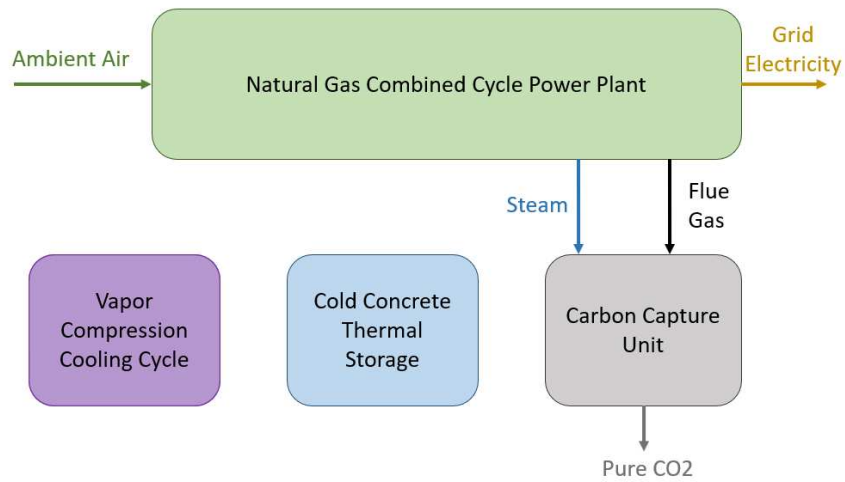 Ambient Air
Natural Gas Combined Cycle Power Plant
Grid
Electricity
Steam
Flue
Gas
Vapor
Compression
Cooling Cycle
Cold Concrete
Thermal
Storage
Carbon Capture
Unit
Pure CO2